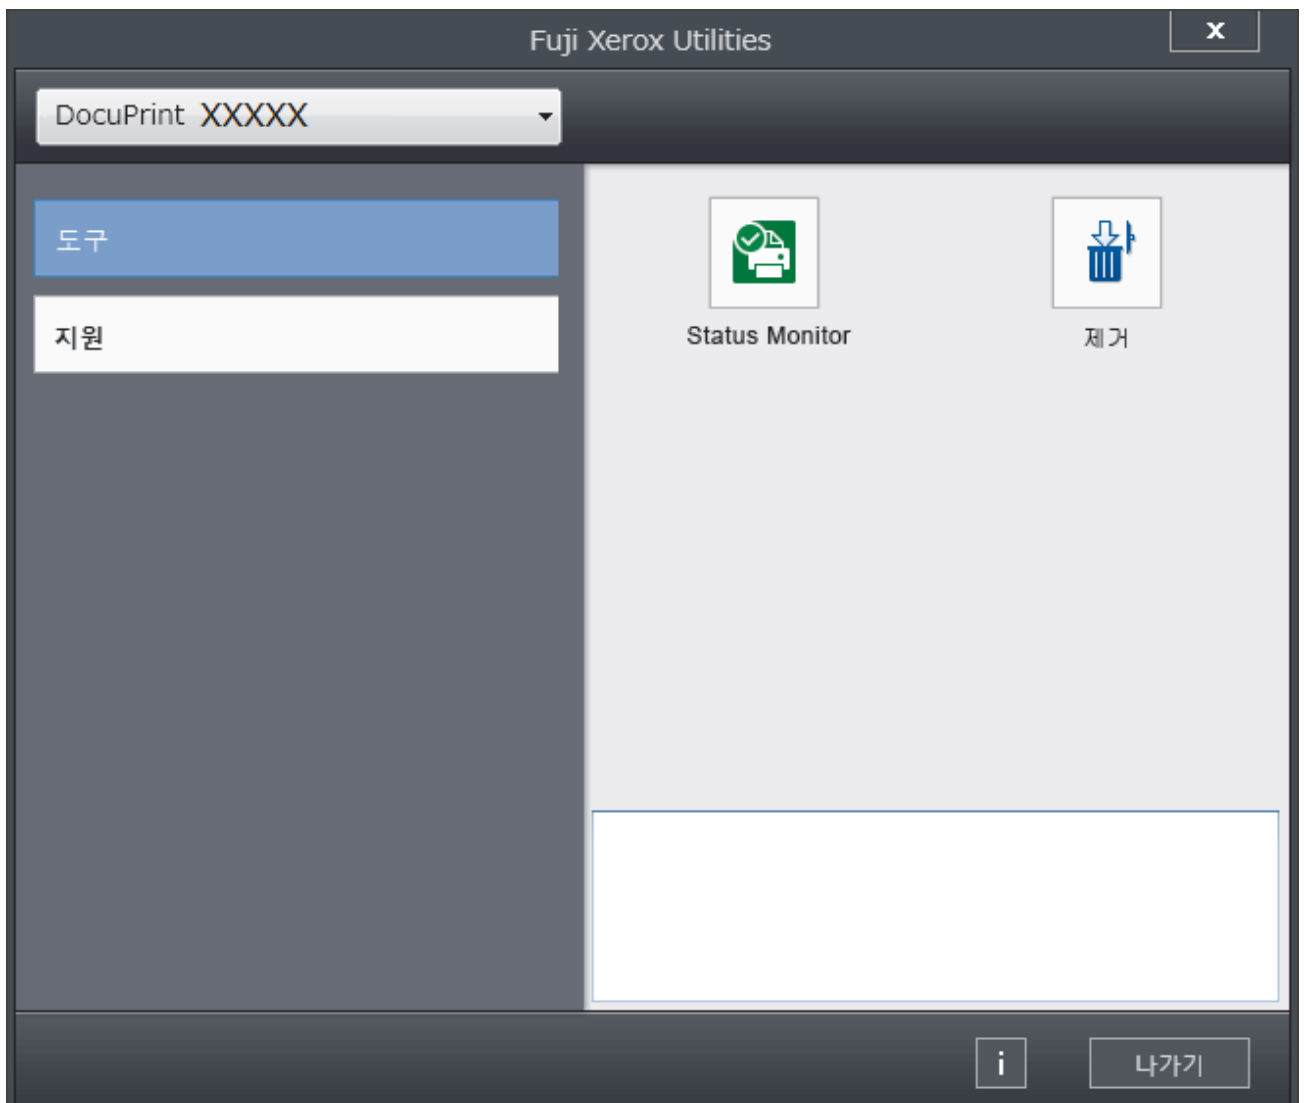 Fuji Xerox Utilities
x
DocuPrint XXXXX
도구
지원
Status Monitor
제거
i
나가기